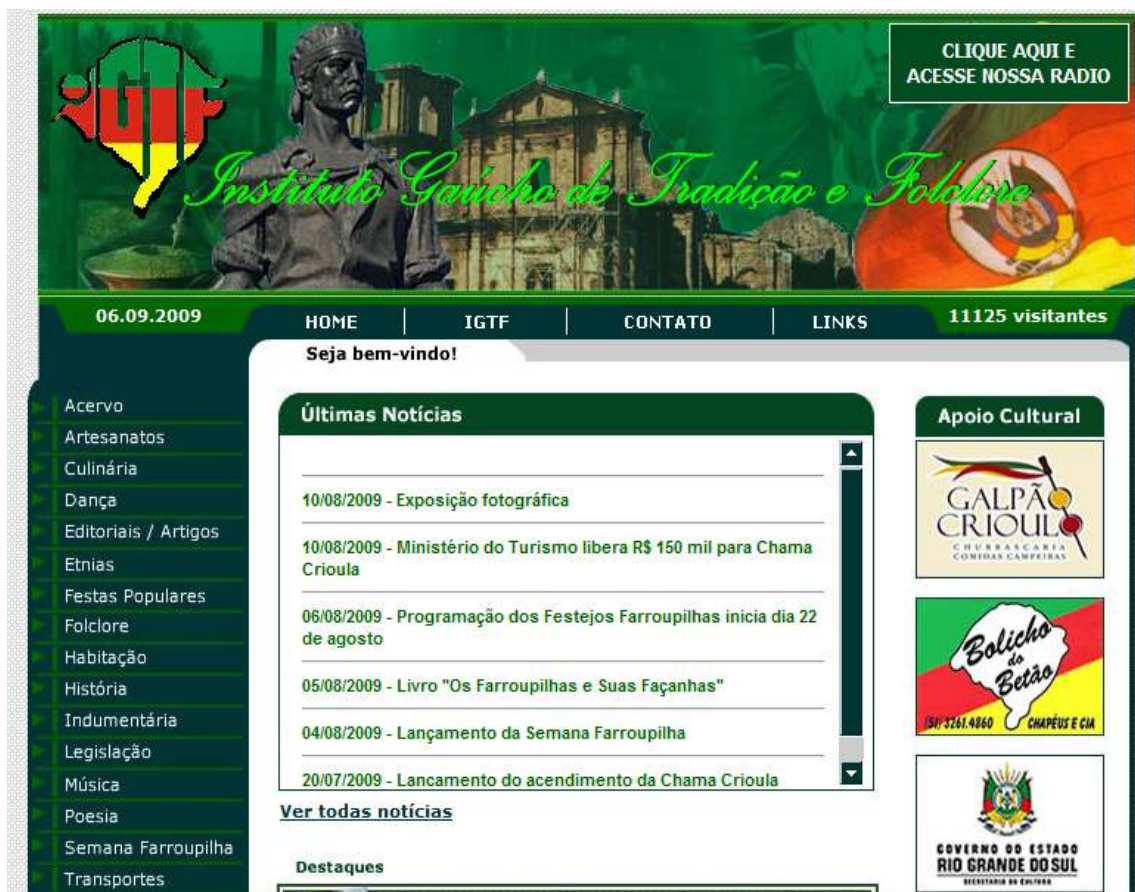 IGTF
CLIQUE AQUI E
ACESSE NOSSA RADIO
Instituto Gaúcho de Tradição e Folclore
06.09.2009
HOME
IGTF
CONTATO
LINKS
11125 visitantes
Seja bem-vindo!
Acervo
Artesanatos
Culinária
Dança
Editoriais / Artigos
Etnias
Festas Populares
Folclore
Habitação
História
Indumentária
Legislação
Música
Poesia
Semana Farroupilha
Transportes
Últimas Notícias
10/08/2009 - Exposição fotográfica
10/08/2009 - Ministério do Turismo libera R$ 150 mil para Chama
Crioula
06/08/2009 - Programação dos Festejos Farroupilhas inicia dia 22
de agosto
05/08/2009 - Livro "Os Farroupilhas e Suas Façanhas"
04/08/2009 - Lançamento da Semana Farroupilha
20/07/2009 - Lancamento do acendimento da Chama Crioula
Ver todas notícias
Destaques
Apoio Cultural
GALPÃO
CRIOULO
CHURRASCARIA
COMIDAS CAMPEIRAS
Bolicho
do
Betão
(51) 3261.4860
CHAPÉUS E CIA
GOVERNO DO ESTADO
RIO GRANDE DO SUL
SECRETARIA DA CULTURA